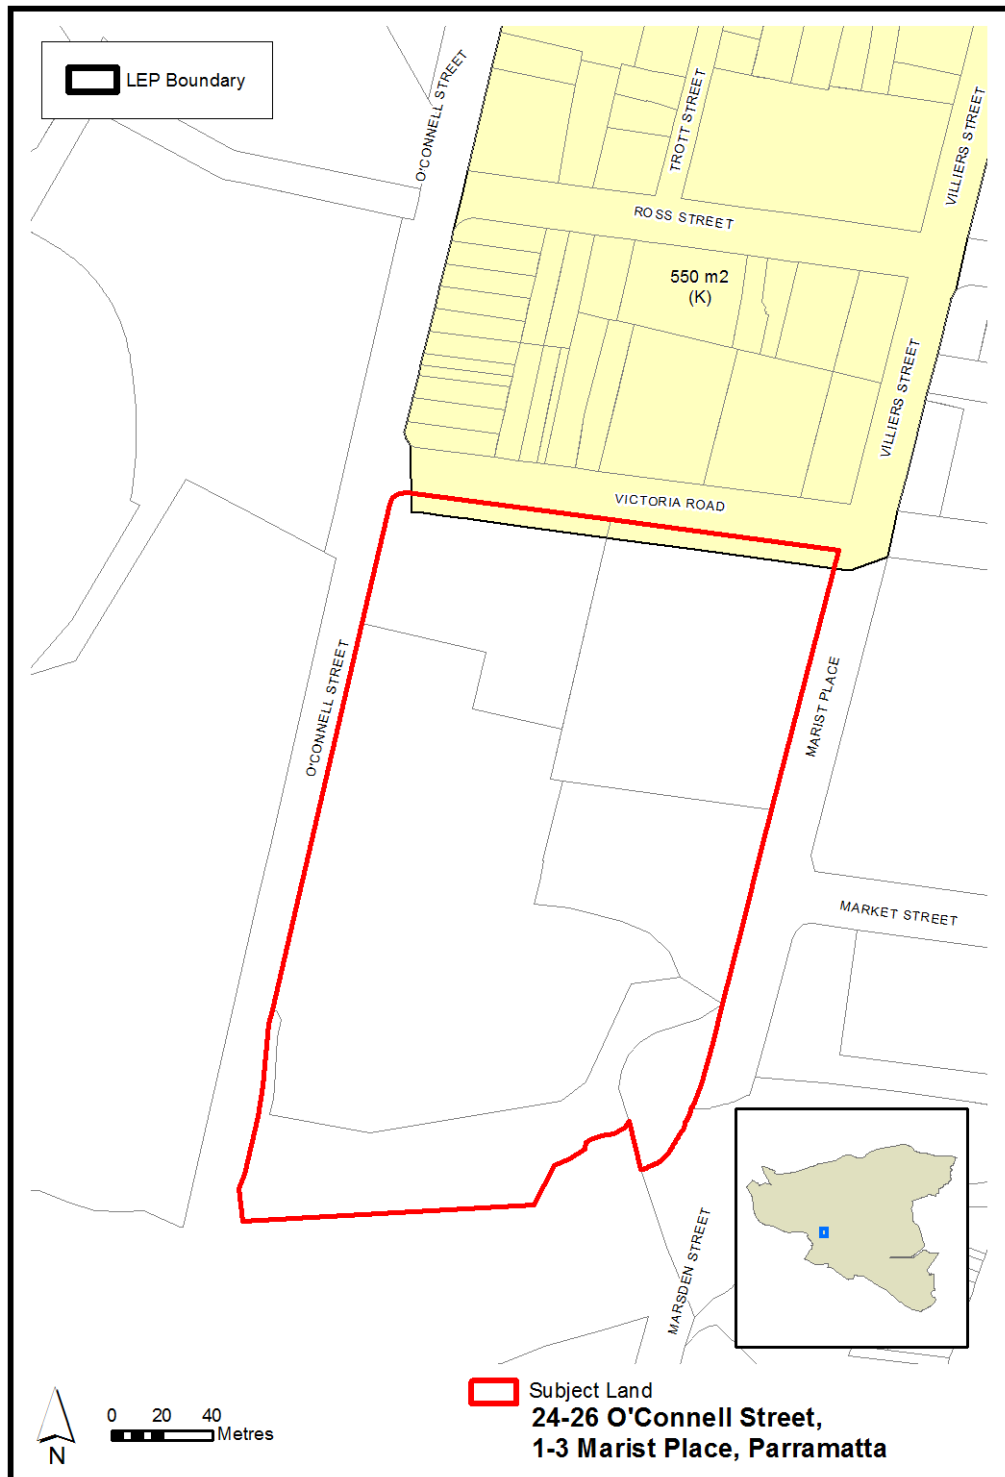 LEP Boundary
O'CONNELL STREET
TROTT STREET
VILLIERS STREET
ROSS STREET
550 m2
(K)
VILLIERS STREET
VICTORIA ROAD
O'CONNELL STREET
MARIST PLACE
MARKET STREET
MARSDEN STREET
N
0 20 40
Metres
Subject Land
24-26 O'Connell Street,
1-3 Marist Place, Parramatta